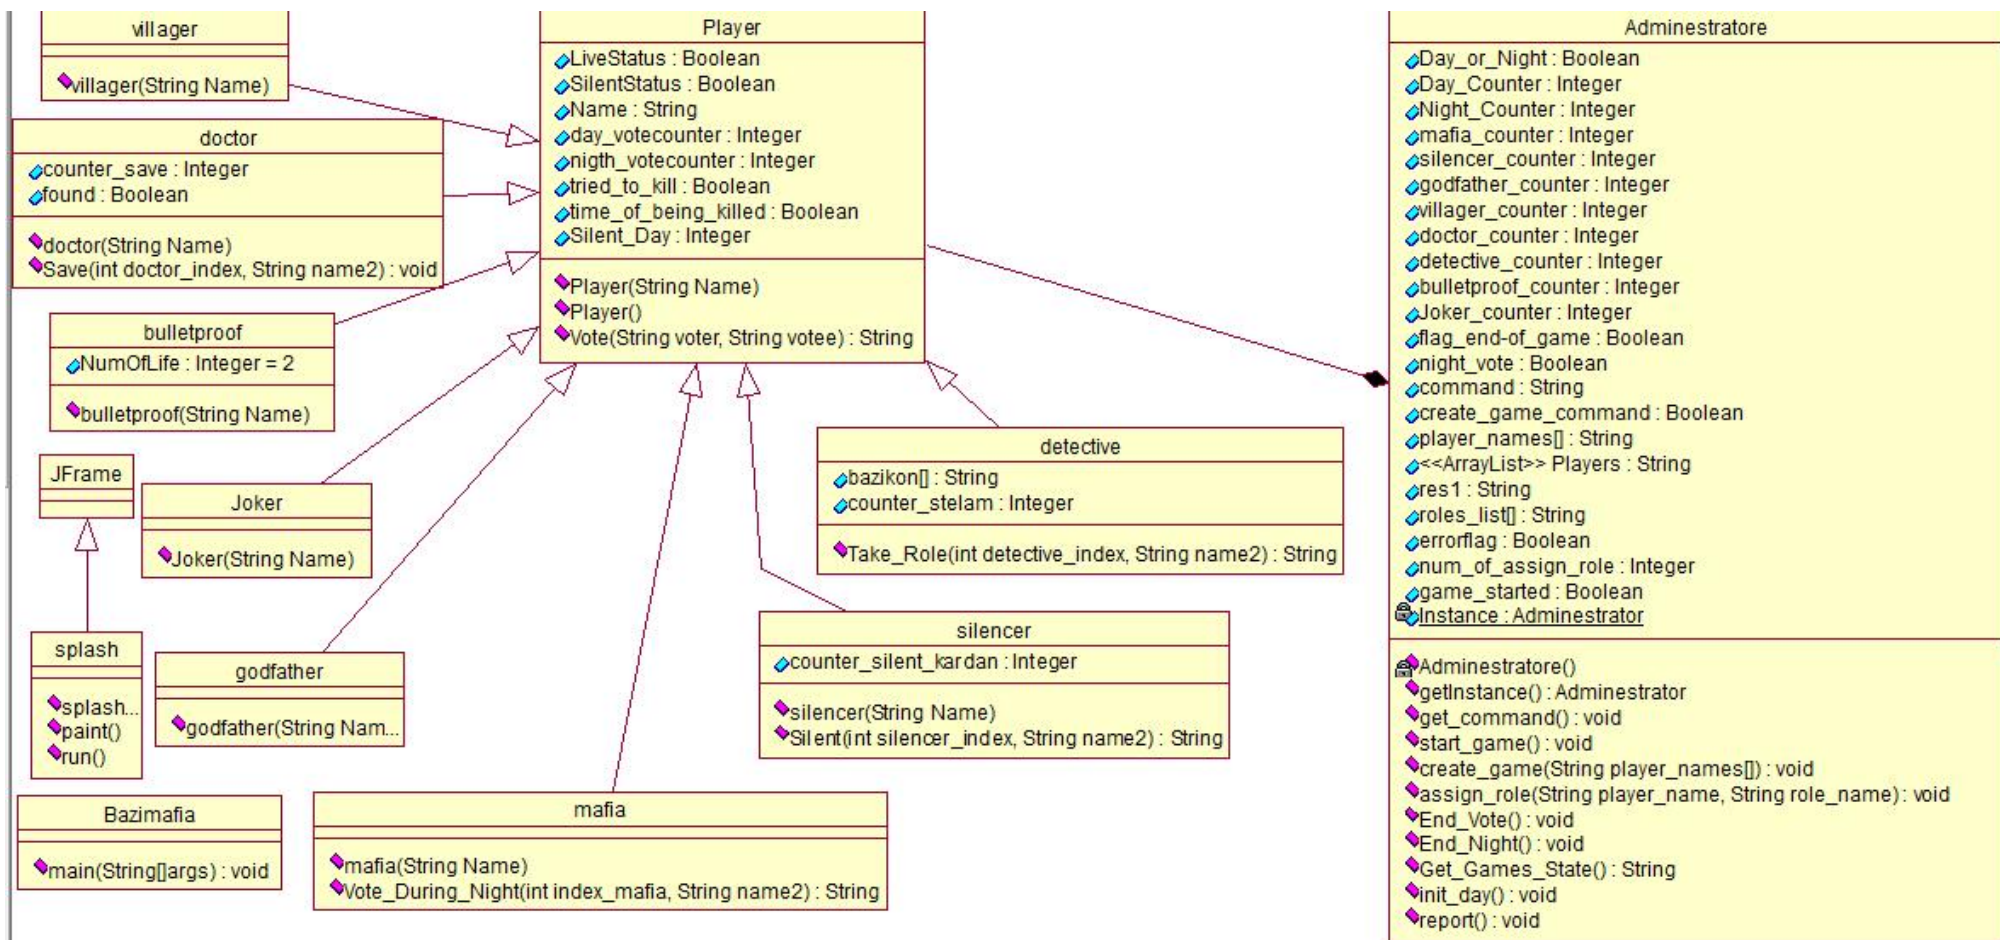 villager
villager(String Name)
doctor
counter_save : Integer
found : Boolean
doctor(String Name)
Save(int doctor_index, String name2) : void
bulletproof
NumOfLife : Integer = 2
bulletproof(String Name)
JFrame
Joker
Joker(String Name)
splash
splash...
paint()
run()
godfather
godfather(String Nam...
Bazimafia
main(String[]args) : void
Player
LiveStatus : Boolean
SilentStatus : Boolean
Name : String
day_votecounter : Integer
nigth_votecounter : Integer
tried_to_kill : Boolean
time_of_being_killed : Boolean
Silent_Day : Integer
Player(String Name)
Player()
Vote(String voter, String votee) : String
detective
bazikon[] : String
counter_stelam : Integer
Take_Role(int detective_index, String name2) : String
silencer
counter_silent_kardan : Integer
silencer(String Name)
Silent(int silencer_index, String name2) : String
mafia
mafia(String Name)
Vote_During_Night(int index_mafia, String name2) : String
Adminestratore
Day_or_Night : Boolean
Day_Counter : Integer
Night_Counter : Integer
mafia_counter : Integer
silencer_counter : Integer
godfather_counter : Integer
villager_counter : Integer
doctor_counter : Integer
detective_counter : Integer
bulletproof_counter : Integer
Joker_counter : Integer
flag_end-of_game : Boolean
night_vote : Boolean
command : String
create_game_command : Boolean
player_names[] : String
<<ArrayList>> Players : String
res1 : String
roles_list[] : String
errorflag : Boolean
num_of_assign_role : Integer
game_started : Boolean
Instance : Adminestrator
Adminestratore()
getInstance() : Adminestrator
get_command() : void
start_game() : void
create_game(String player_names[]) : void
assign_role(String player_name, String role_name) : void
End_Vote() : void
End_Night() : void
Get_Games_State() : String
init_day() : void
report() : void